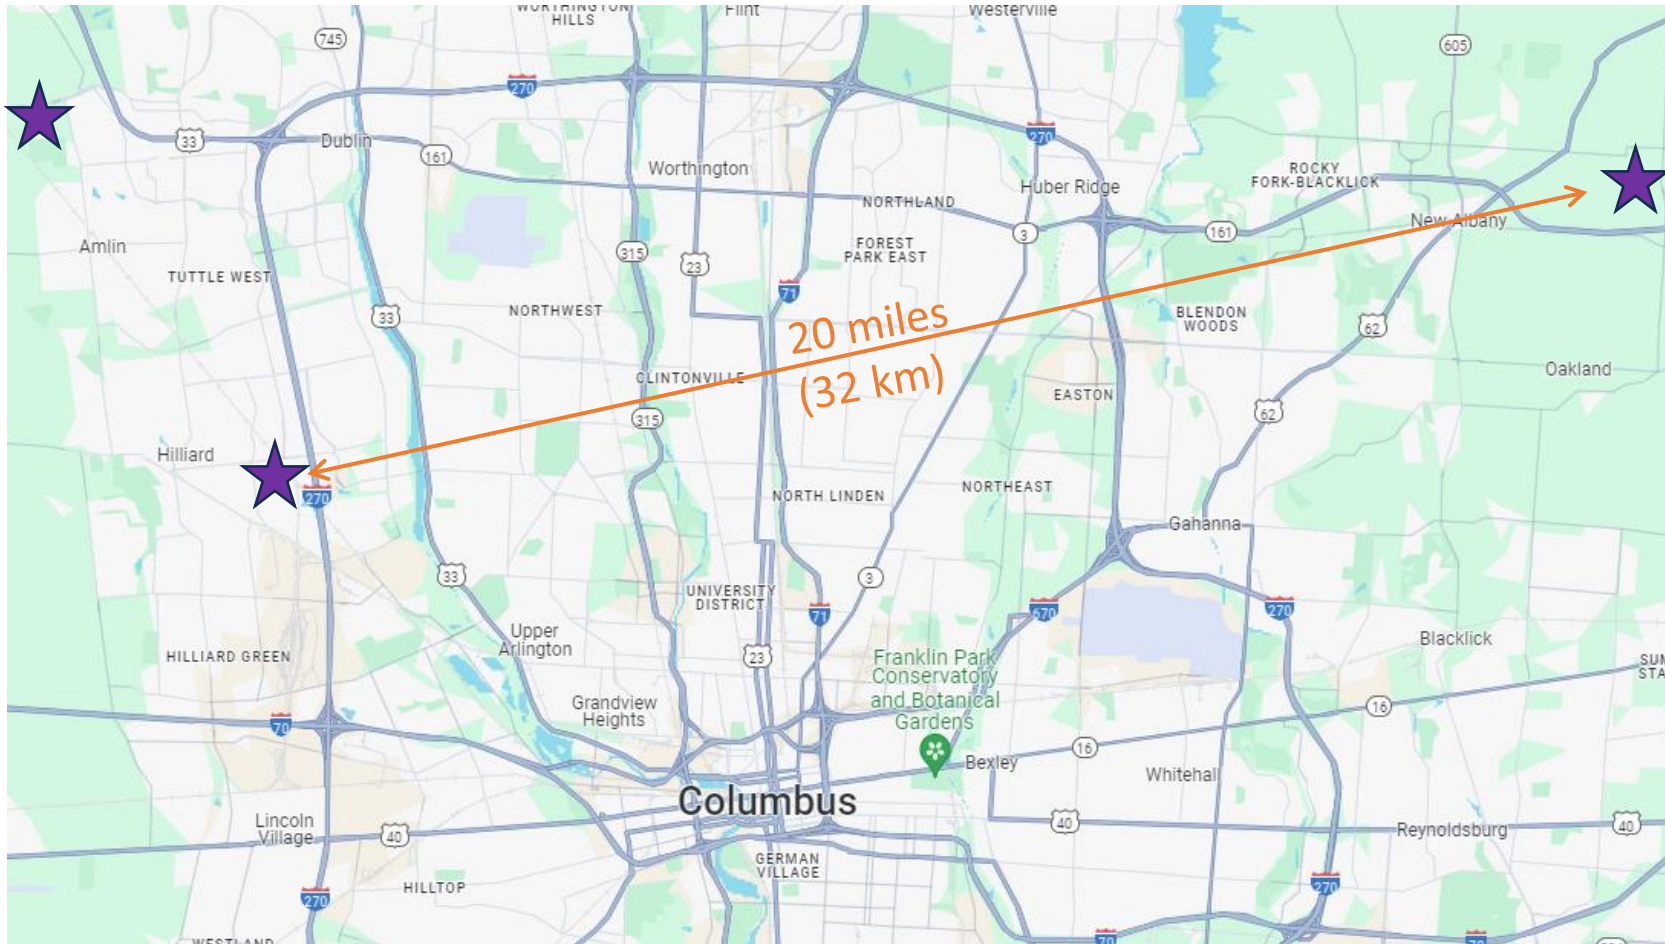 WORTHINGTON
HILLS
Flint
Westerville
745
605
270
33
Dublin
161
270
Worthington
ROCKY
FORK-BLACKLICK
Huber Ridge
NORTHLAND
New Albany
3
161
Amlin
315
FOREST
PARK EAST
23
TUTTLE WEST
71
33
NORTHWEST
BLENDON
WOODS
62
20 miles
(32 km)
Oakland
CLINTONVILLE
EASTON
315
62
Hilliard
270
NORTH LINDEN
NORTHEAST
Gahanna
33
3
UNIVERSITY
DISTRICT
71
670
270
Upper
Arlington
Blacklick
HILLIARD GREEN
23
Franklin Park
Conservatory
and Botanical
Gardens
SUM
STA
Grandview
Heights
16
70
16
Bexley
Whitehall
Columbus
Lincoln
Village
40
40
Reynoldsburg
40
GERMAN
VILLAGE
HILLTOP
270
270
WESTLAND
70
70